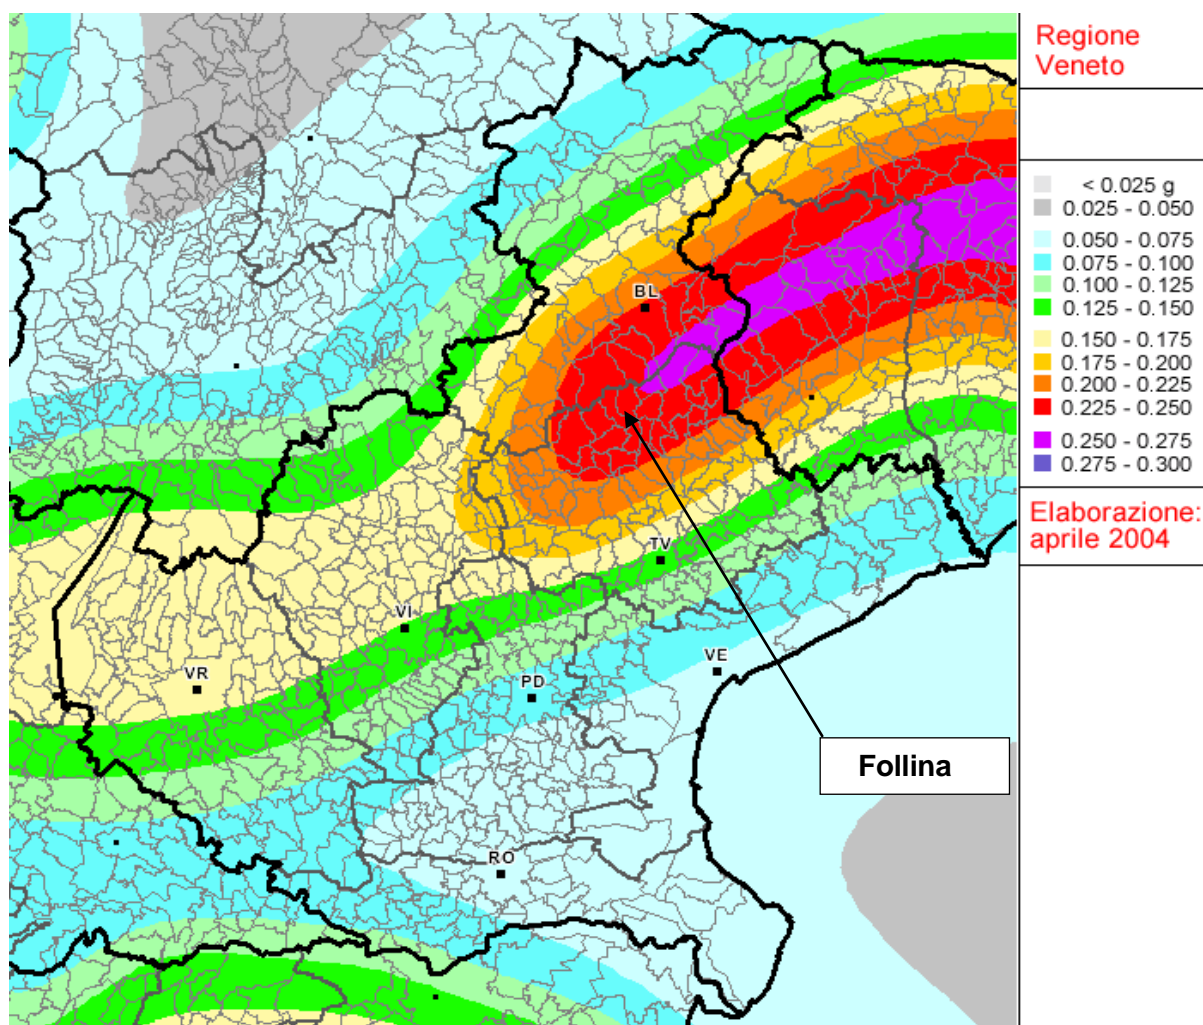 Regione
Veneto
< 0.025 g
0.025 - 0.050
0.050 - 0.075
0.075 - 0.100
0.100 - 0.125
0.125 - 0.150
0.150 - 0.175
0.175 - 0.200
0.200 - 0.225
0.225 - 0.250
0.250 - 0.275
0.275 - 0.300
Elaborazione:
aprile 2004
BL
TV
VI
VR
PD
VE
Follina
RO